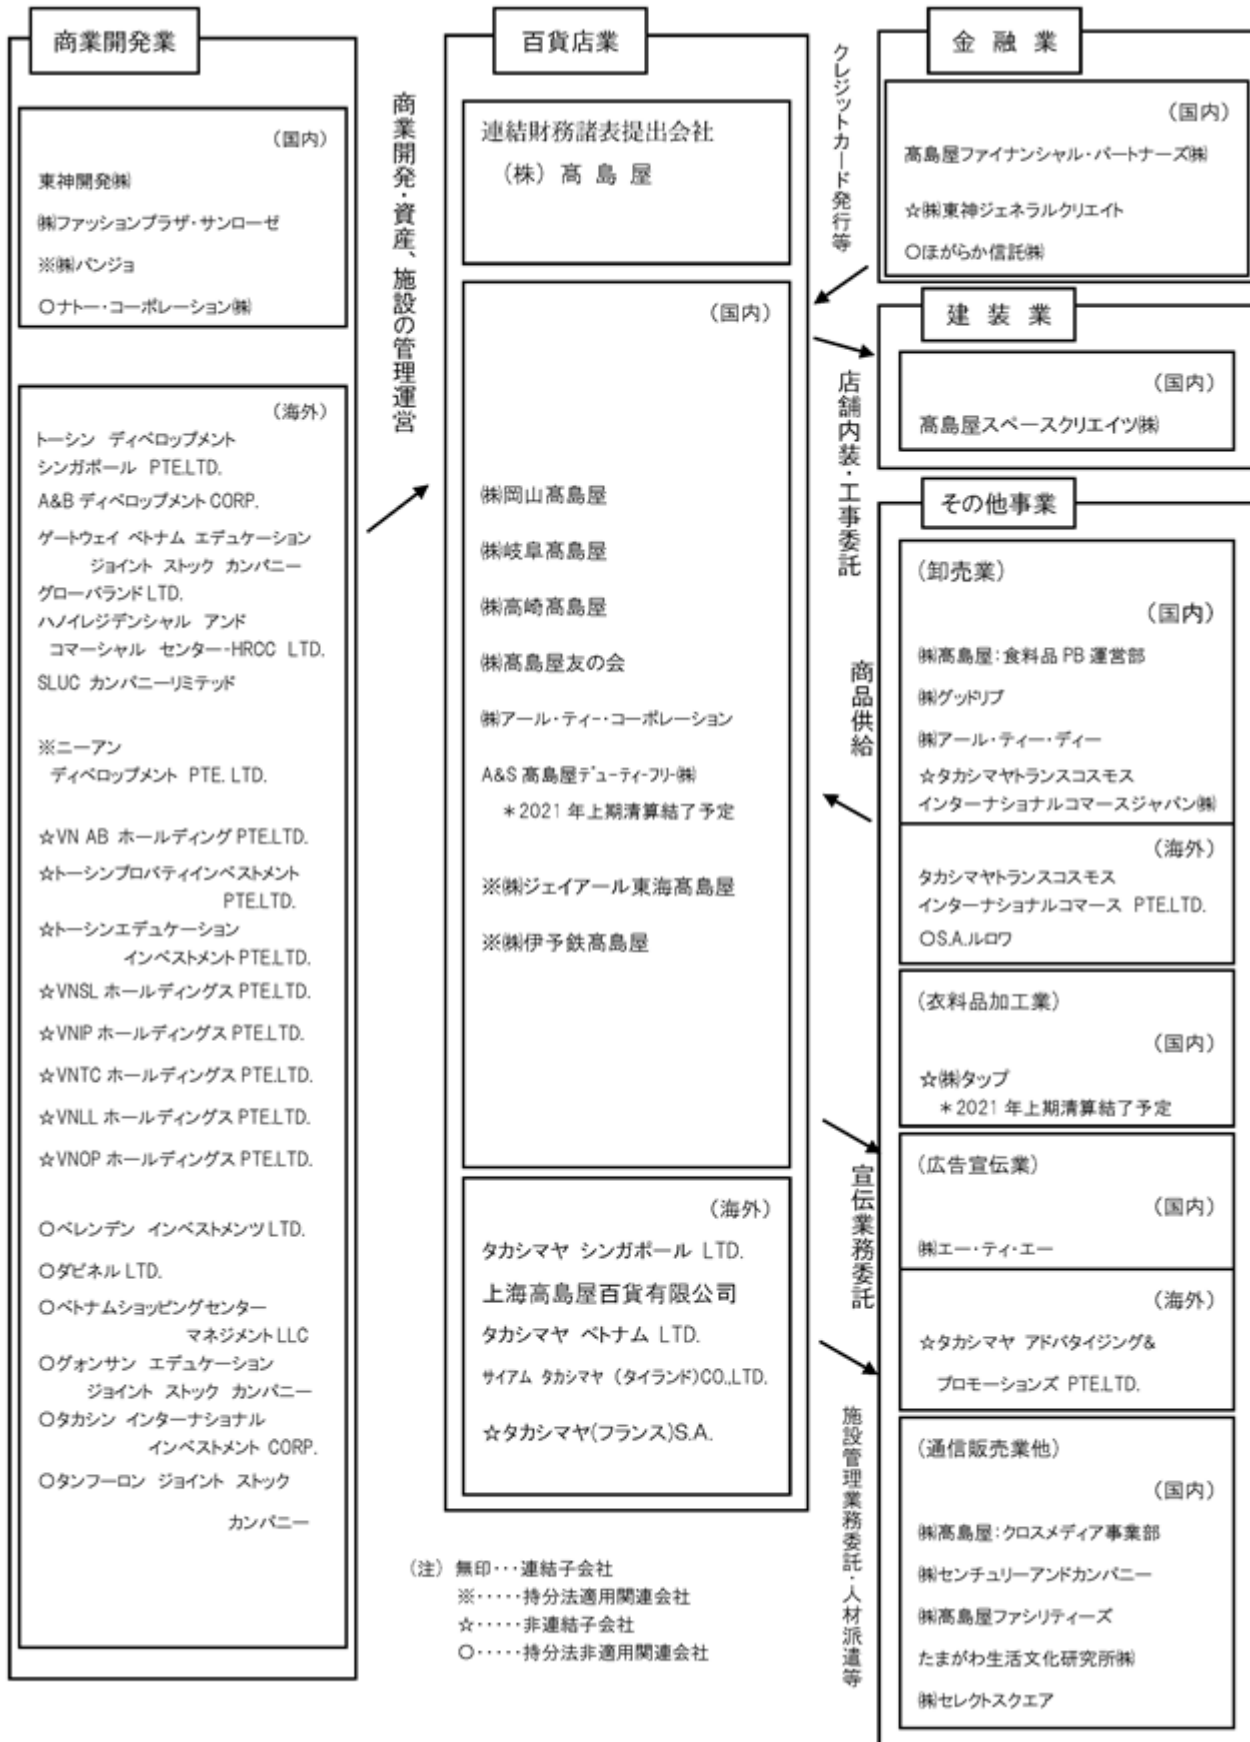 商業開発業
(国内)
東神開発㈱
㈱ファッションプラザ・サンローゼ
※㈱パンジョ
○ナトー・コーポレーション㈱
(海外)
トーシン ディベロップメント
シンガポール PTE.LTD.
A&B ディベロップメント CORP.
ゲートウェイ ベトナム エデュケーション
ジョイント ストック カンパニー
グローバランド LTD.
ハノイレジデンシャル アンド
コマーシャル センター-HRCC LTD.
SLUC カンパニーリミテッド
※ニーアン
ディベロップメント PTE. LTD.
☆VN AB ホールディング PTE.LTD.
☆トーシンプロパティインベストメント
PTE.LTD.
☆トーシンエデュケーション
インベストメント PTE.LTD.
☆VNSL ホールディングス PTE.LTD.
☆VNIP ホールディングス PTE.LTD.
☆VNTC ホールディングス PTE.LTD.
☆VNLL ホールディングス PTE.LTD.
☆VNOP ホールディングス PTE.LTD.
○ベレンデン インベストメンツ LTD.
○ダビネル LTD.
○ベトナムショッピングセンター
マネジメント LLC
○グォンサン エデュケーション
ジョイント ストック カンパニー
○タカシン インターナショナル
インベストメント CORP.
○タンフーロン ジョイント ストック
カンパニー
商業開発・資産、施設の管理運営
百貨店業
連結財務諸表提出会社
(株) 髙 島 屋
(国内)
㈱岡山髙島屋
㈱岐阜髙島屋
㈱高崎髙島屋
㈱髙島屋友の会
㈱アール・ティー・コーポレーション
A&S 髙島屋デューティーフリー㈱
＊2021 年上期清算結了予定
※㈱ジェイアール東海髙島屋
※㈱伊予鉄髙島屋
(海外)
タカシマヤ シンガポール LTD.
上海高島屋百貨有限公司
タカシマヤ ベトナム LTD.
サイアム タカシマヤ (タイランド)CO.,LTD.
☆タカシマヤ(フランス)S.A.
(注) 無印・・・連結子会社
※・・・・・持分法適用関連会社
☆・・・・・非連結子会社
○・・・・・持分法非適用関連会社
クレジットカード発行等
店舗内装・工事委託
商品供給
宣伝業務委託
施設管理業務委託・人材派遣等
金 融 業
(国内)
髙島屋ファイナンシャル・パートナーズ㈱
☆㈱東神ジェネラルクリエイト
○ほがらか信託㈱
建 装 業
(国内)
髙島屋スペースクリエイツ㈱
その他事業
(卸売業)
(国内)
㈱髙島屋：食料品 PB 運営部
㈱グッドリブ
㈱アール・ティー・ディー
☆タカシマヤトランスコスモス
インターナショナルコマースジャパン㈱
(海外)
タカシマヤトランスコスモス
インターナショナルコマース PTE.LTD.
○S.A.ルロワ
(衣料品加工業)
(国内)
☆㈱タップ
＊2021 年上期清算結了予定
(広告宣伝業)
(国内)
㈱エー・ティ・エー
(海外)
☆タカシマヤ アドバタイジング&
プロモーションズ PTE.LTD.
(通信販売業他)
(国内)
㈱髙島屋：クロスメディア事業部
㈱センチュリーアンドカンパニー
㈱髙島屋ファシリティーズ
たまがわ生活文化研究所㈱
㈱セレクトスクエア